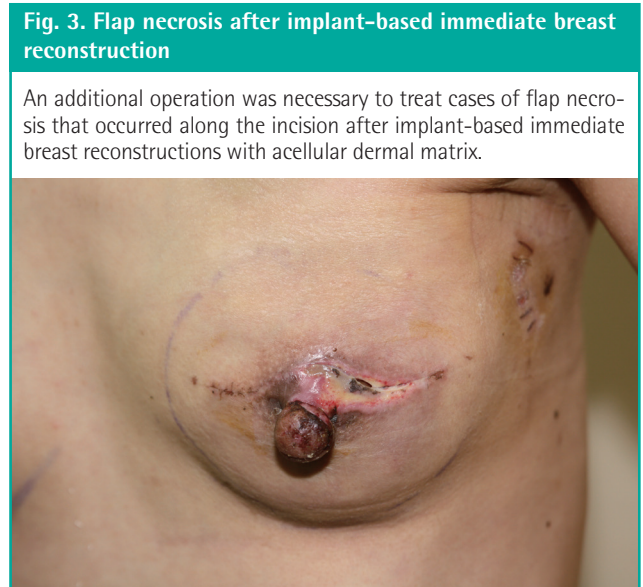 Fig. 3. Flap necrosis after implant-based immediate breast
reconstruction
An additional operation was necessary to treat cases of flap necro-
sis that occurred along the incision after implant-based immediate
breast reconstructions with acellular dermal matrix.